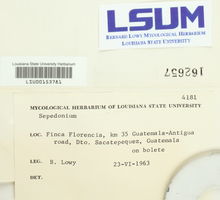 LSUM
Bernard Lowy Mycological Herbarium
Louisiana State University
Louisiana State University Herbarium
LSU00153781
162657
4181
MYCOLOGICAL HERBARIUM OF LOUISIANA STATE UNIVERSITY
Sepedonium
LOC. Finca Florencia, km 35 Guatemala-Antigua
road, Dto. Sacatepequez, Guatemala
on bolete
LEG. B. Lowy 23-VI-1963
DET.